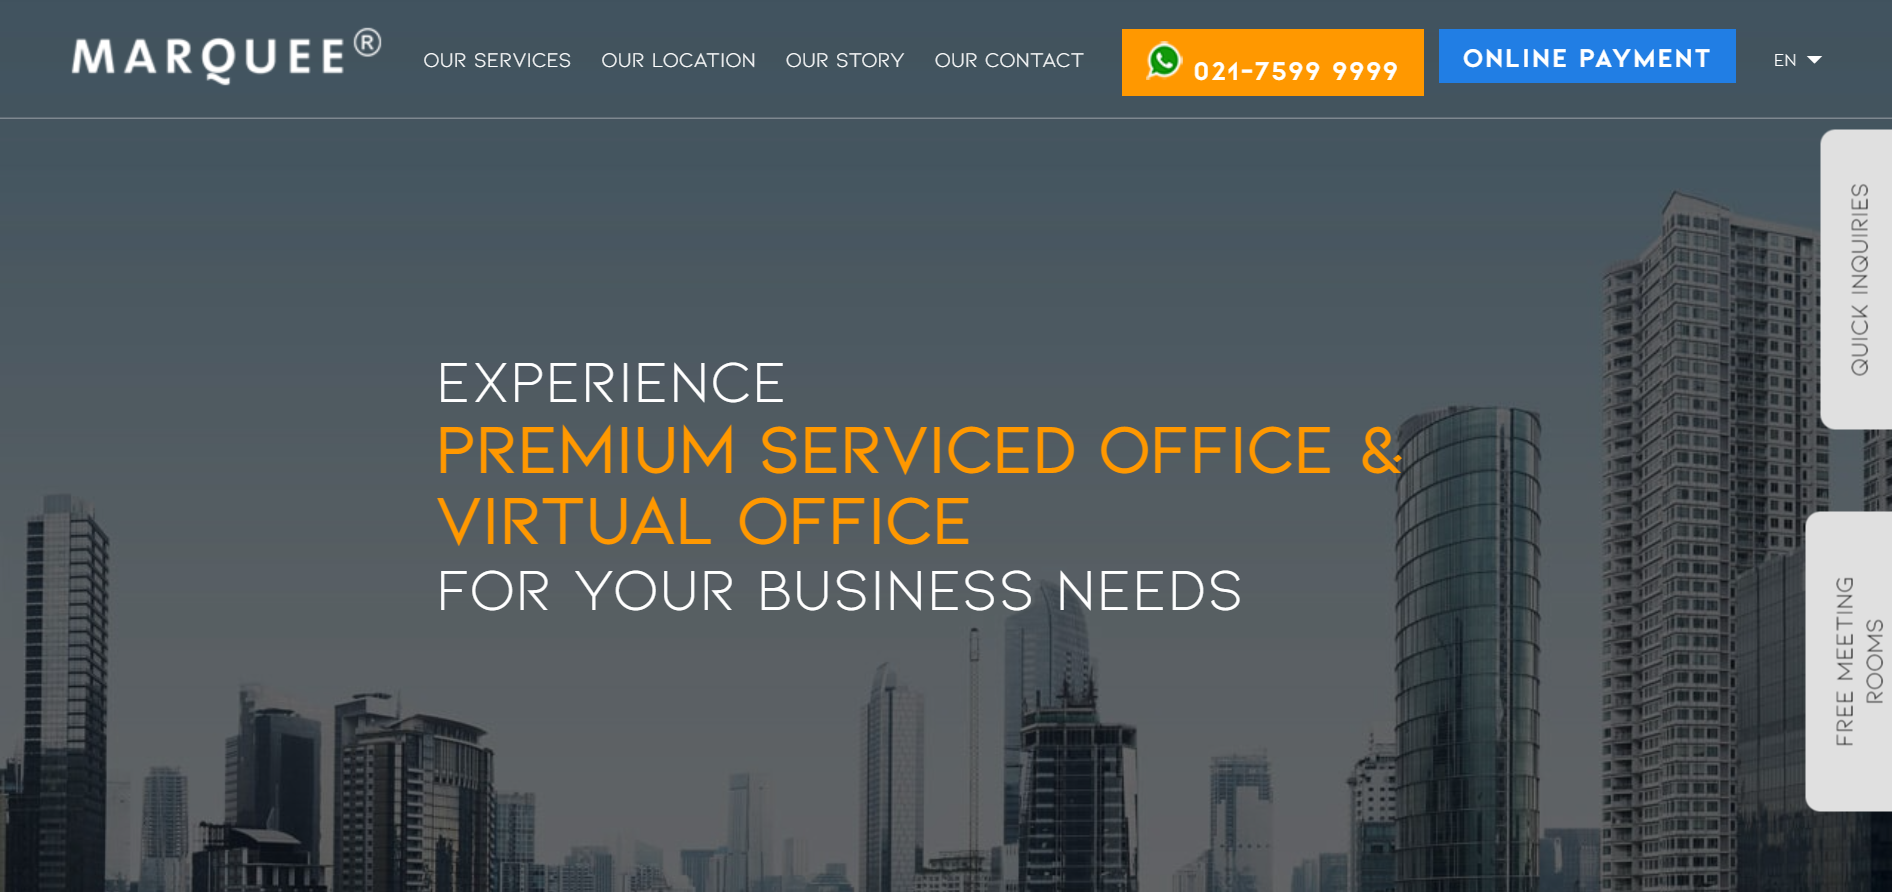 MARQUEE®
OUR SERVICES
OUR LOCATION
OUR STORY
OUR CONTACT
021-7599 9999
ONLINE PAYMENT
EN
QUICK INQUIRIES
EXPERIENCE
PREMIUM SERVICED OFFICE &
VIRTUAL OFFICE
FOR YOUR BUSINESS NEEDS
FREE MEETING
ROOMS